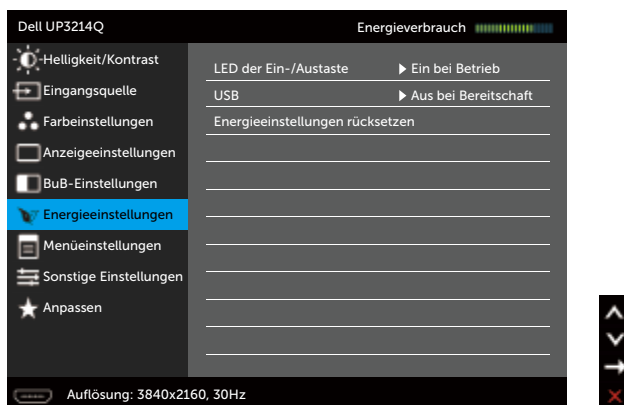 Dell UP3214Q
Energieverbrauch
Helligkeit/Kontrast
Eingangsquelle
Farbeinstellungen
Anzeigeeinstellungen
BuB-Einstellungen
Energieeinstellungen
Menüeinstellungen
Sonstige Einstellungen
Anpassen
LED der Ein-/Austaste Ein bei Betrieb
USB Aus bei Bereitschaft
Energieeinstellungen rücksetzen
Auflösung: 3840x2160, 30Hz